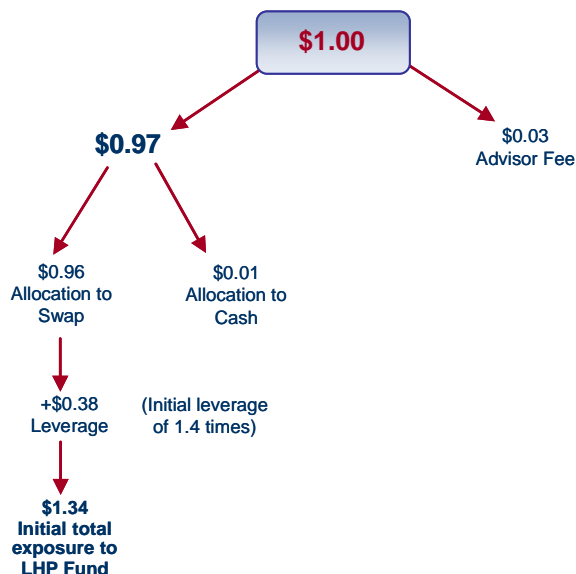 $1.00
$0.97
$0.03
Advisor Fee
$0.96
Allocation to
Swap
$0.01
Allocation to
Cash
+$0.38
Leverage
(Initial leverage
of 1.4 times)
$1.34
Initial total
exposure to
LHP Fund